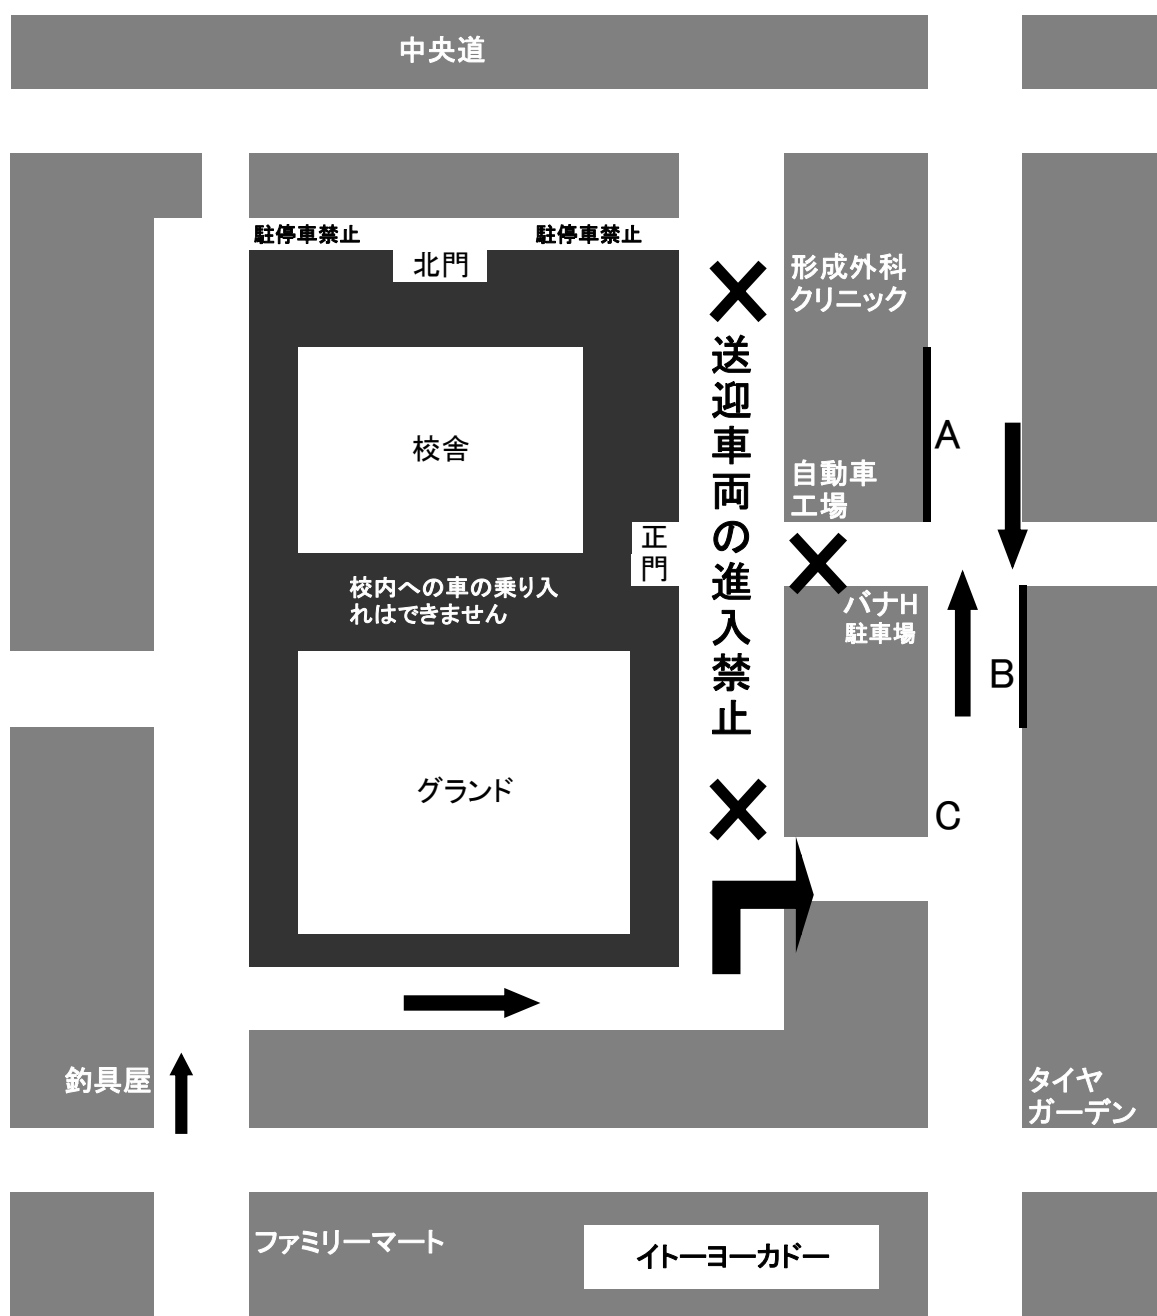 中央道
駐停車禁止
駐停車禁止
北門
形成外科
クリニック
送迎車両の進入禁止
校舎
A
自動車
工場
正門
校内への車の乗り入
れはできません
バナH
駐車場
B
グランド
C
釣具屋
タイヤ
ガーデン
ファミリーマート
イトーヨーカドー